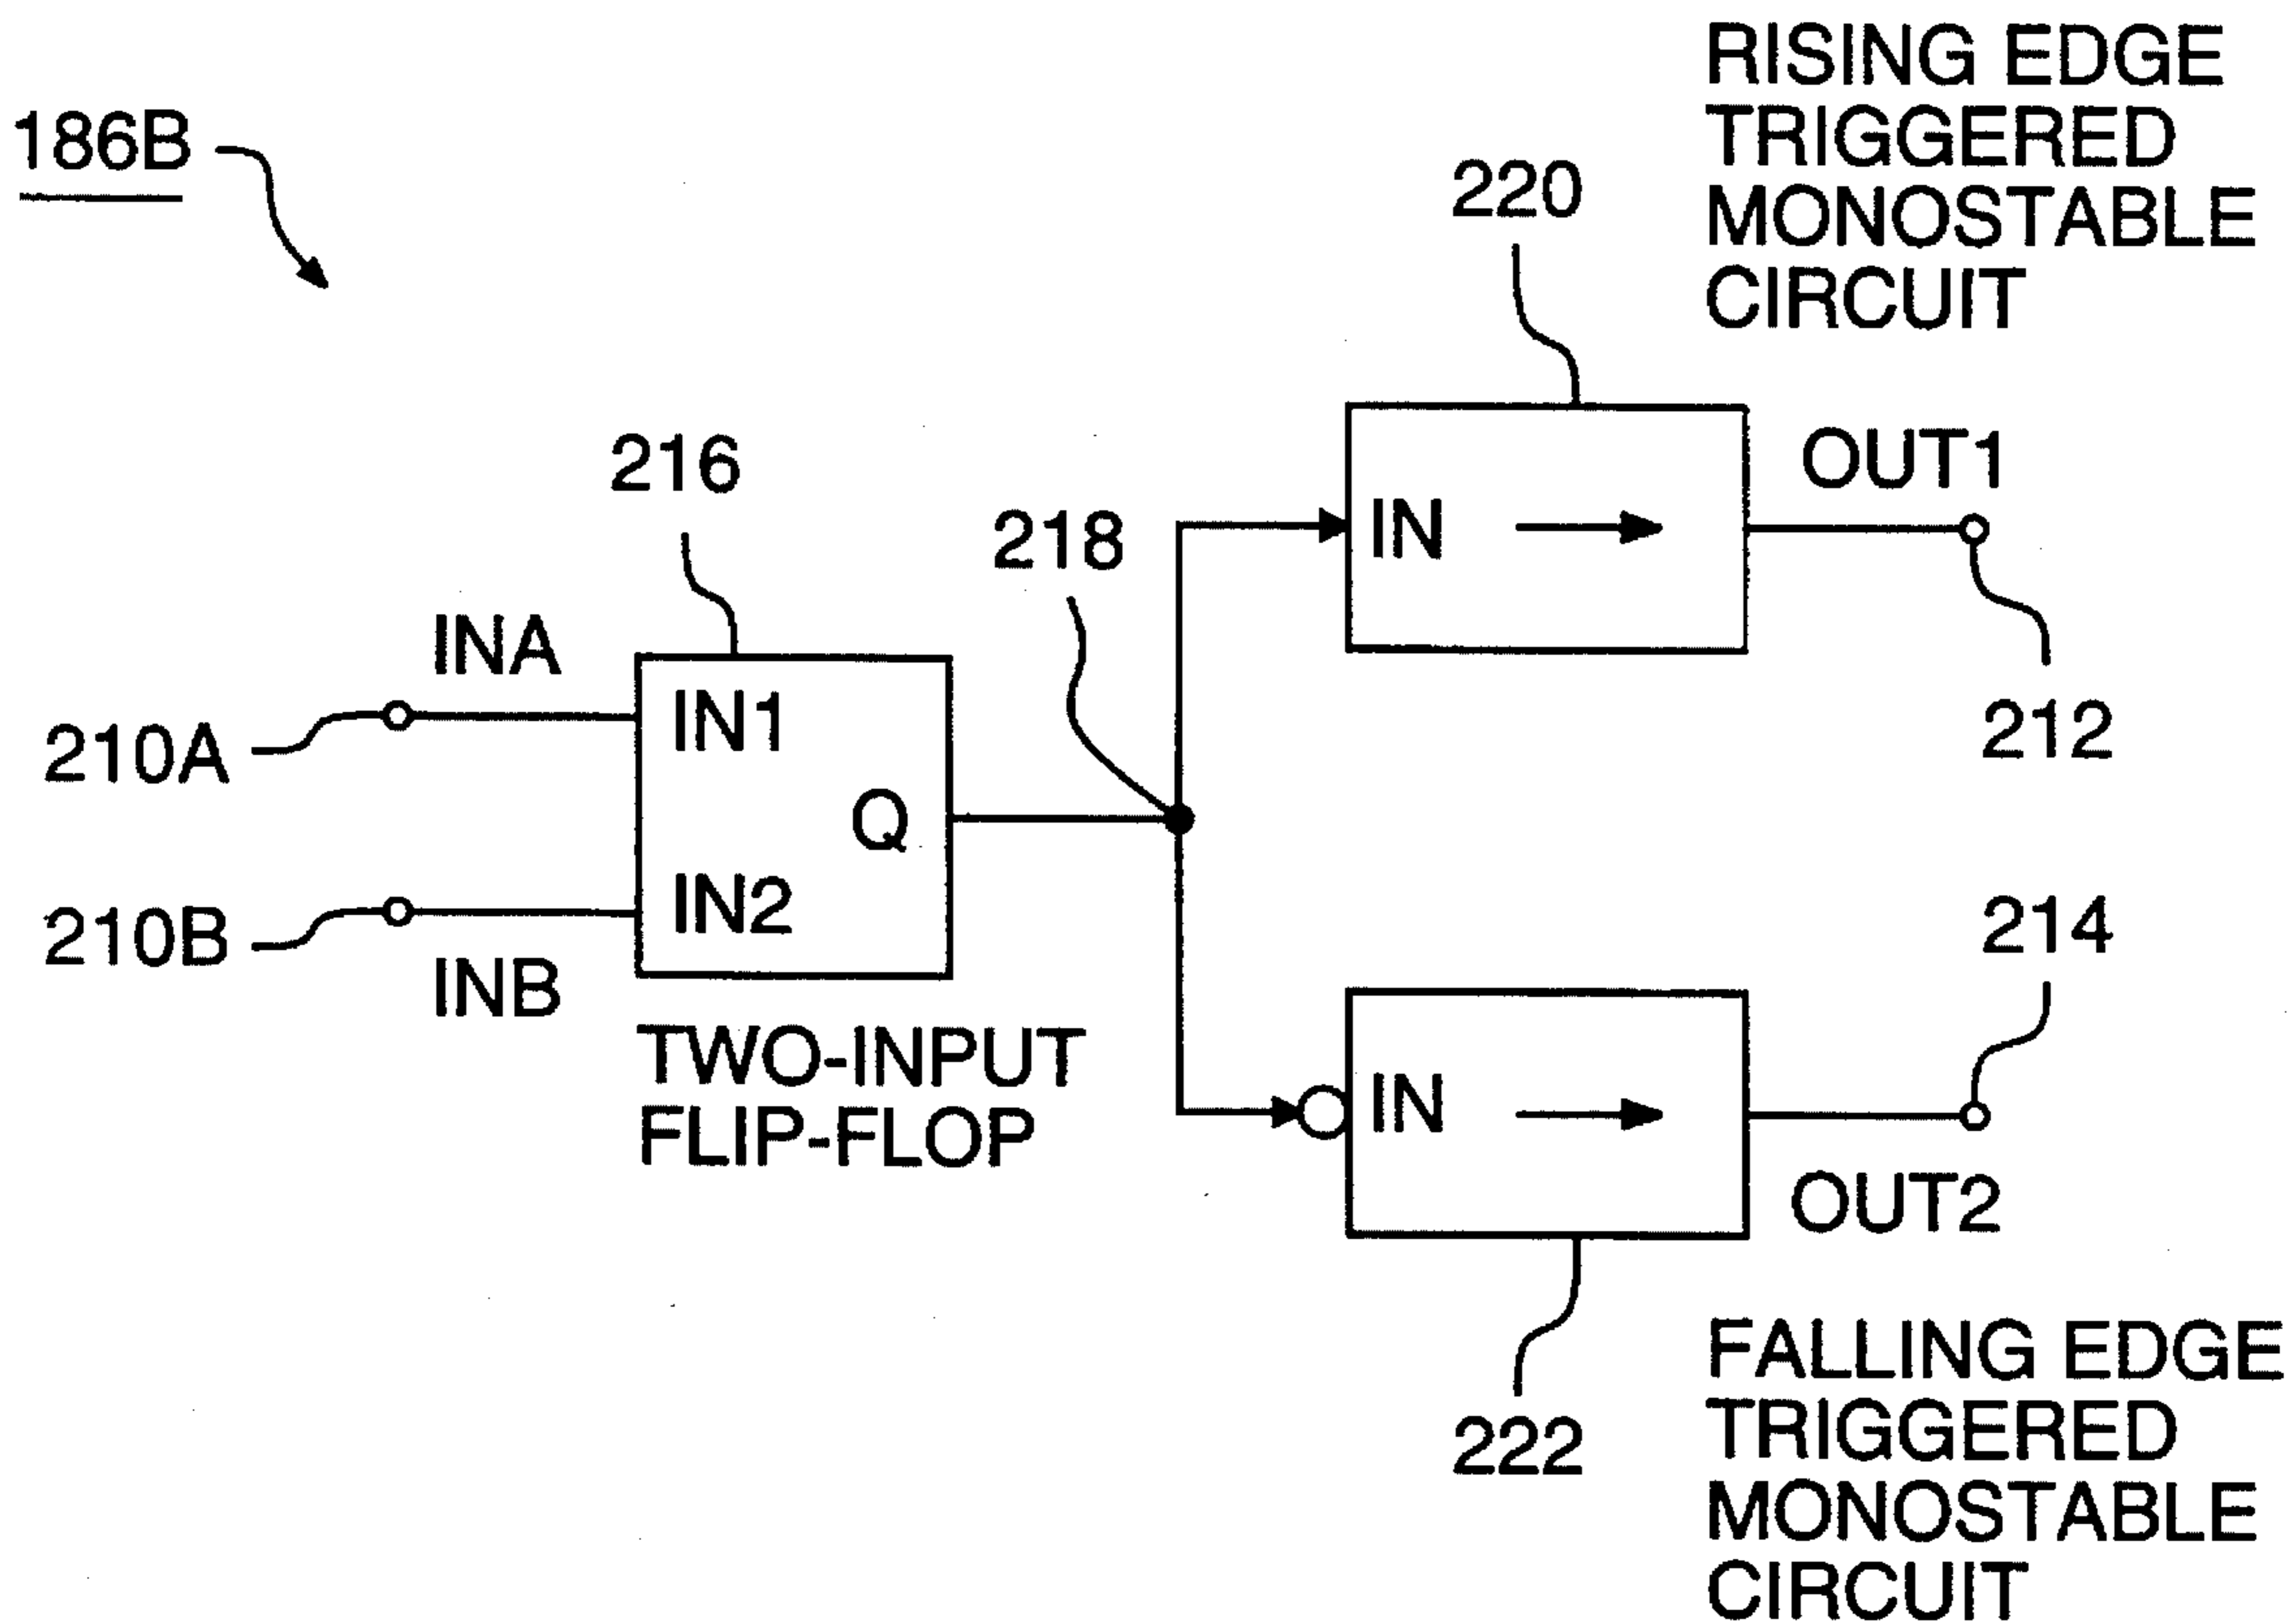 186B
RISING EDGE
TRIGGERED
MONOSTABLE
CIRCUIT
220
216
218
IN
OUT1
212
INA
210A
IN1
Q
210B
IN2
INB
TWO-INPUT
FLIP-FLOP
214
IN
OUT2
222
FALLING EDGE
TRIGGERED
MONOSTABLE
CIRCUIT